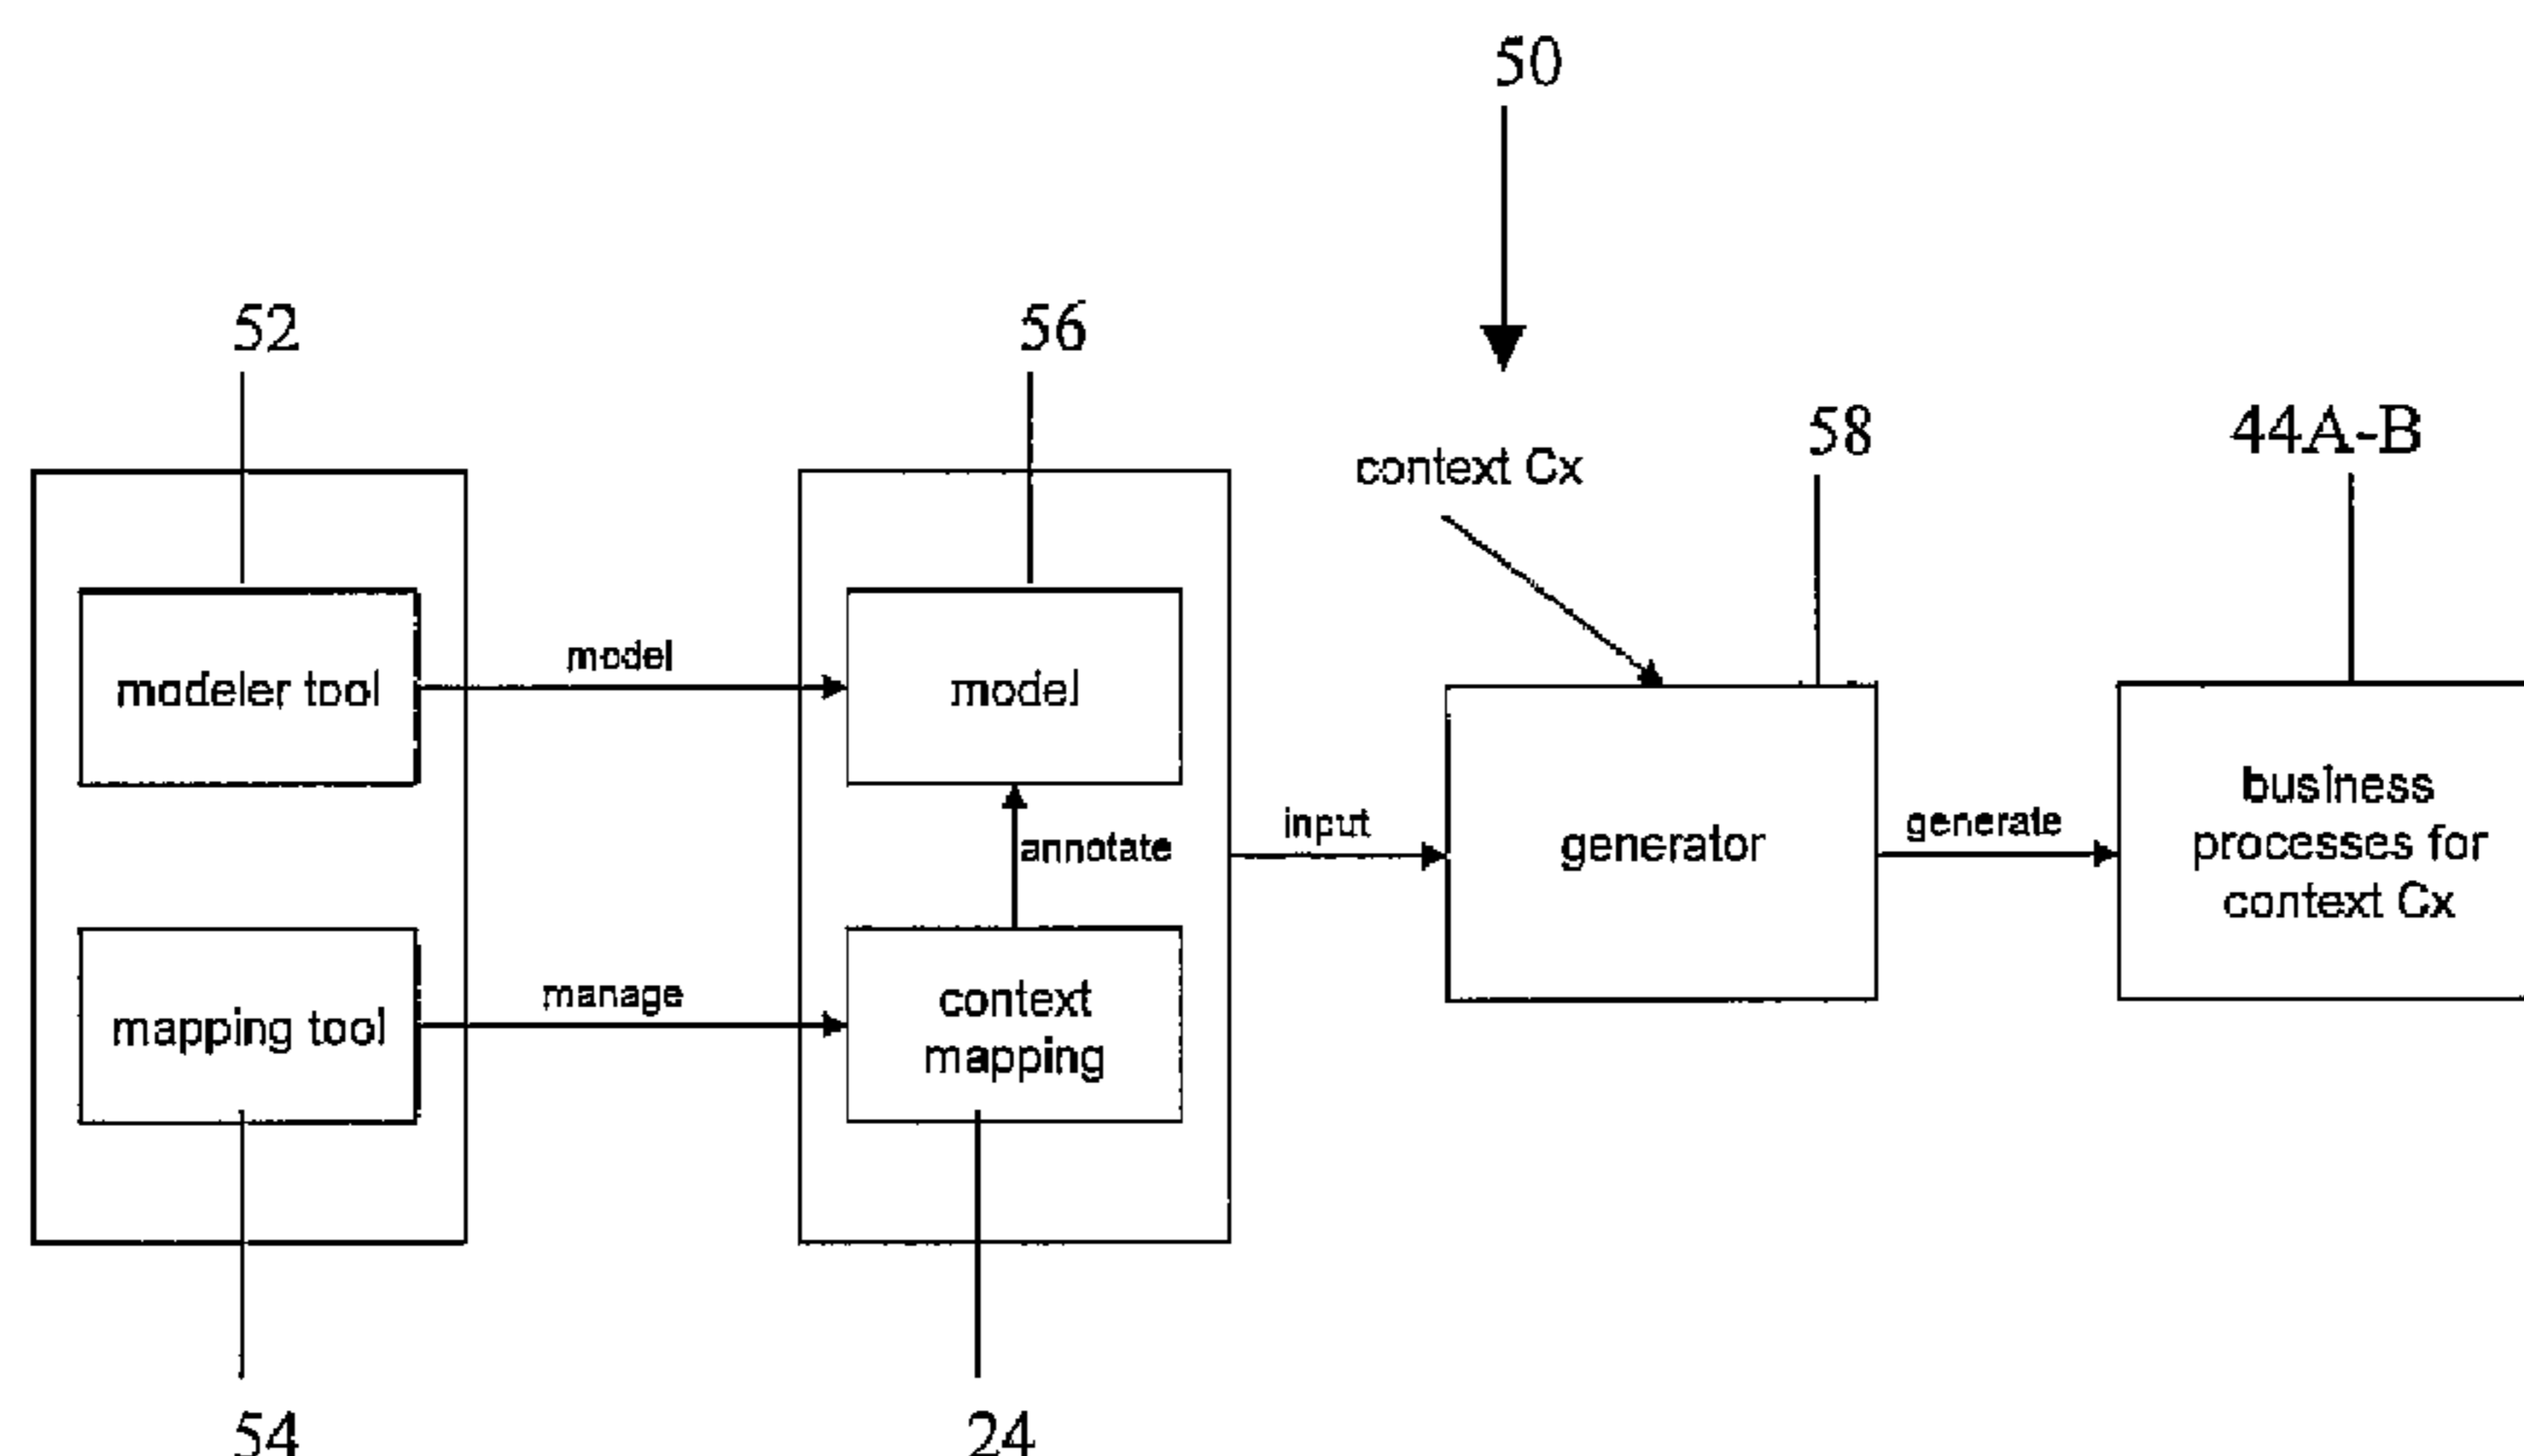 50
52
56
58
44A-B
context Cx
modeler tool
model
model
annotate
input
generator
generate
business
processes for
context Cx
mapping tool
manage
context
mapping
54
24